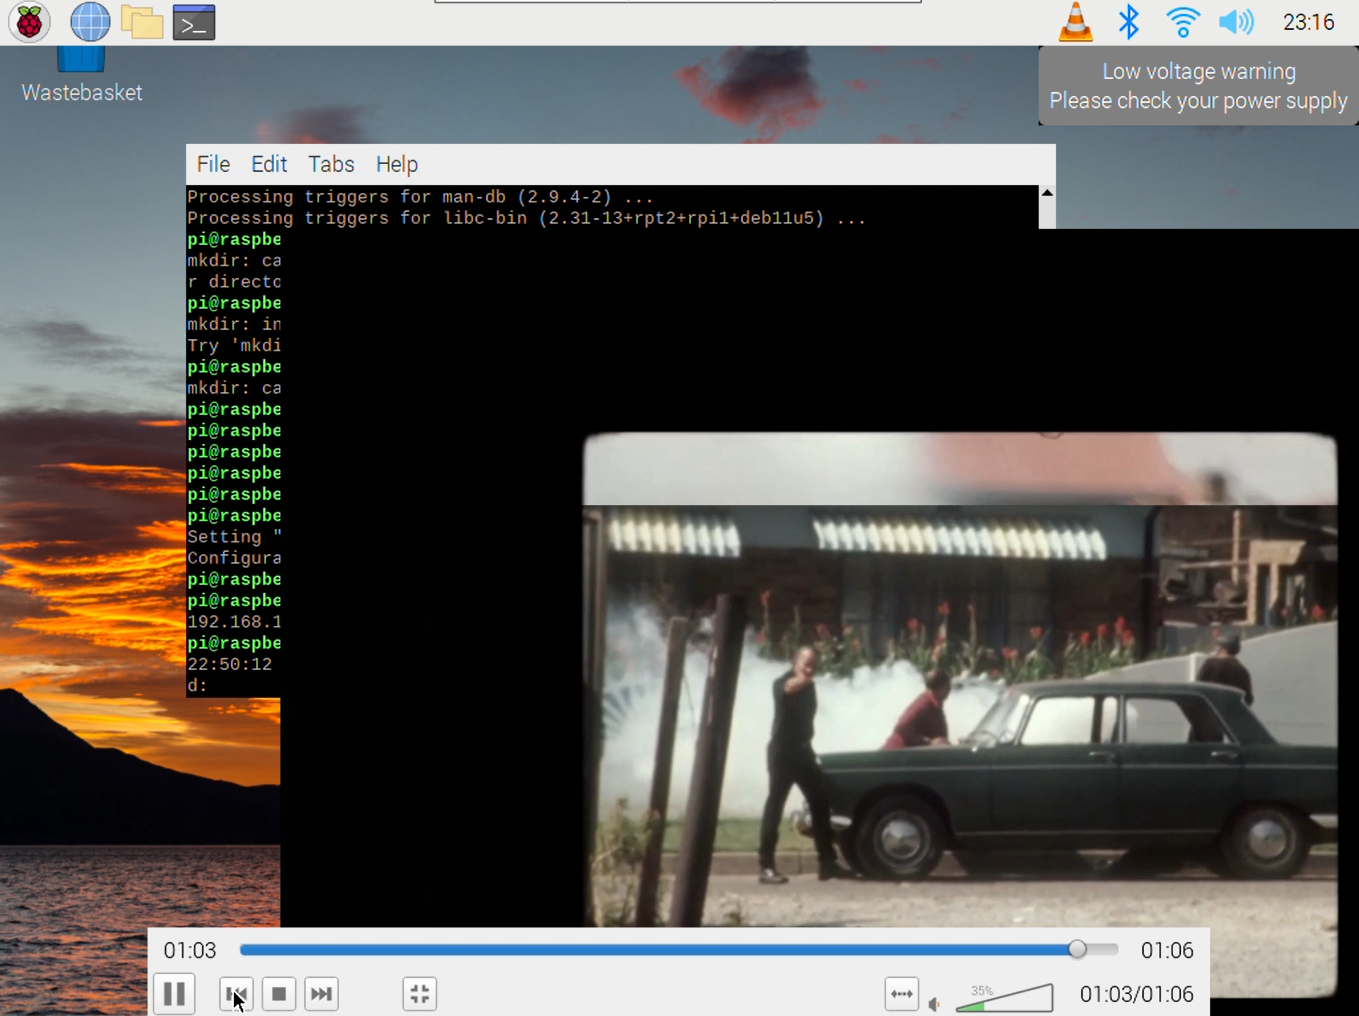 23:16
Wastebasket
Low voltage warning
Please check your power supply
File Edit Tabs Help
Processing triggers for man-db (2.9.4-2) ...
Processing triggers for libc-bin (2.31-13+rpt2+rpi1+deb11u5) ...
pi@raspbe
mkdir: ca
r directo
pi@raspbe
mkdir: in
Try 'mkdi
pi@raspbe
mkdir: ca
pi@raspbe
pi@raspbe
pi@raspbe
pi@raspbe
pi@raspbe
pi@raspbe
Setting "
Configura
pi@raspbe
pi@raspbe
192.168.1
pi@raspbe
22:50:12
d:
01:03 01:06
35% 01:03/01:06